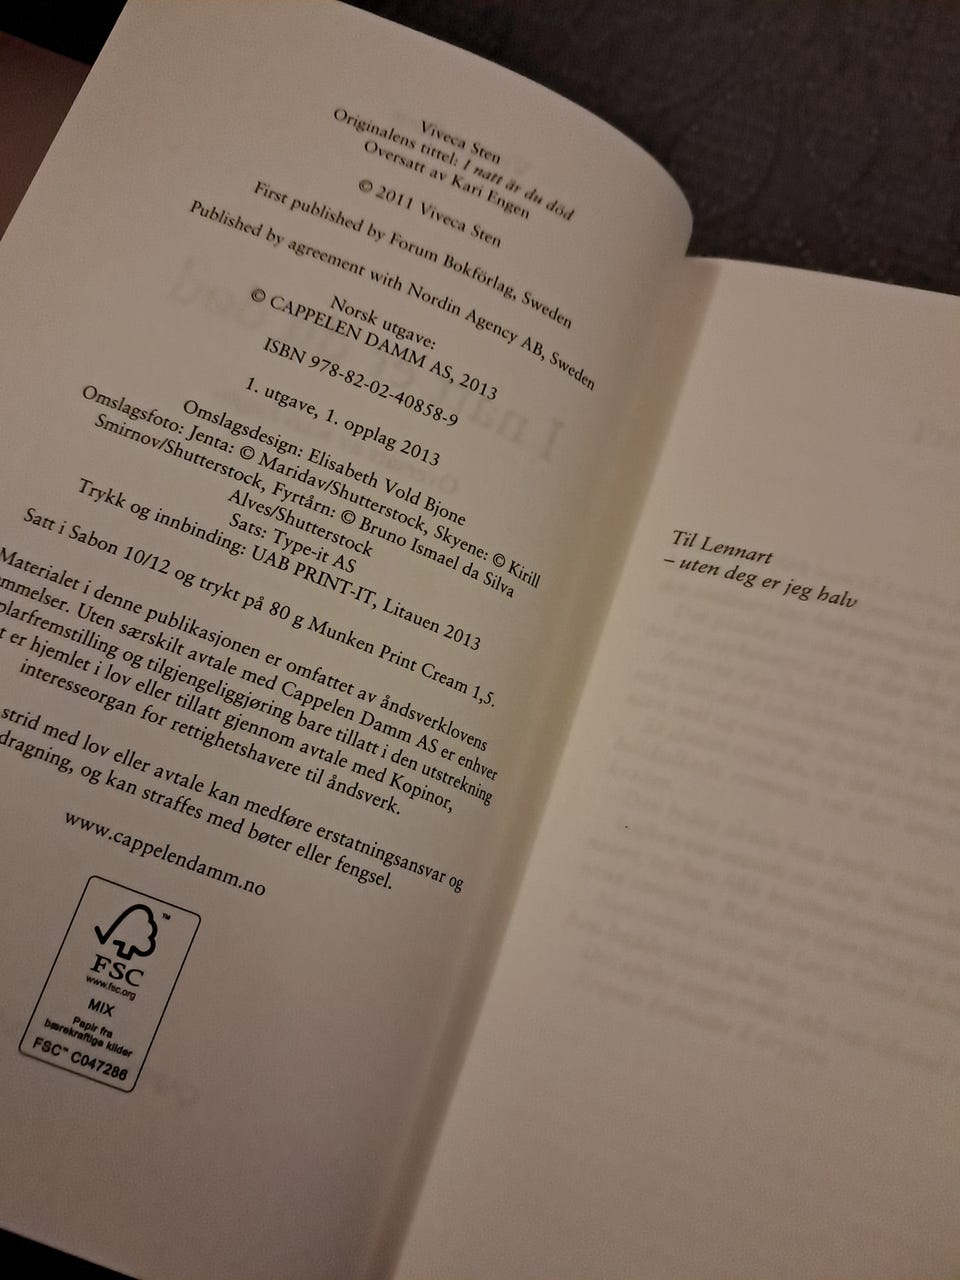 Viveca Sten
Originalens tittel: I natt är du död
Oversatt av Kari Engen
© 2011 Viveca Sten
First published by Forum Bokförlag, Sweden
Published by agreement with Nordin Agency AB, Sweden
Norsk utgave:
© CAPPELEN DAMM AS, 2013
ISBN 978-82-02-40858-9
1. utgave, 1. opplag 2013
Omslagsdesign: Elisabeth Vold Bjone
Omslagsfoto: Jenta: © Maridav/Shutterstock, Skyene: © Kirill
Smirnov/Shutterstock, Fyrtårn: © Bruno Ismael da Silva
Alves/Shutterstock
Sats: Type-it AS
Trykk og innbinding: UAB PRINT-IT, Litauen 2013
Satt i Sabon 10/12 og trykt på 80 g Munken Print Cream 1,5.
Materialet i denne publikasjonen er omfattet av åndsverklovens
ammelser. Uten særskilt avtale med Cappelen Damm AS er enhver
plarfremstilling og tilgjengeliggjøring bare tillatt i den utstrekning
t er hjemlet i lov eller tillatt gjennom avtale med Kopinor,
interesseorgan for rettighetshavere til åndsverk.
strid med lov eller avtale kan medføre erstatningsansvar og
dragning, og kan straffes med bøter eller fengsel.
www.cappelendamm.no
FSC™
www.fsc.org
MIX
Papir fra
bærekraftige kilder
FSC™ C047286
Til Lennart
– uten deg er jeg halv